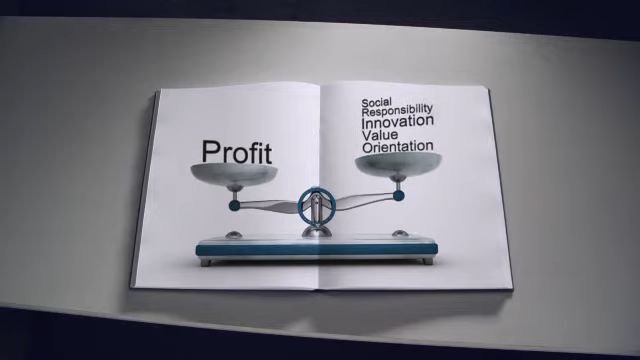 Profit
Social
Responsibility
Innovation
Value
Orientation